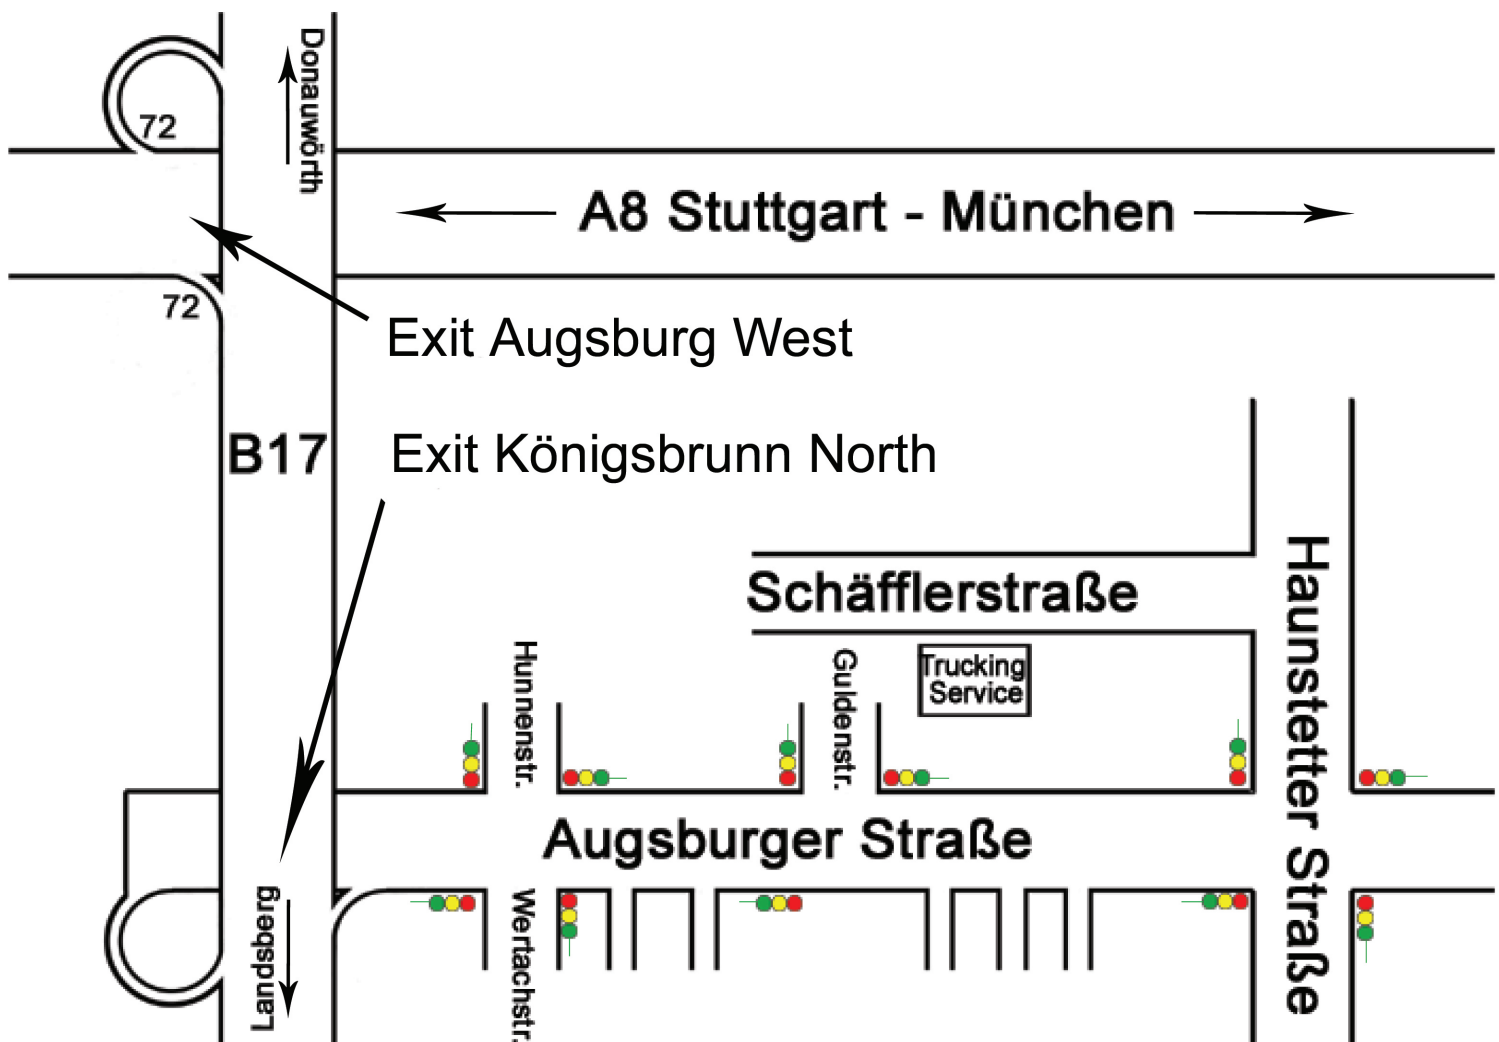 Donauwörth
72
A8 Stuttgart - München
72
Exit Augsburg West
B17
Exit Königsbrunn North
Schäfflerstraße
Haunstetter Straße
Hunnenstr.
Guldenstr.
Trucking
Service
Augsburger Straße
Landsberg
Wertachstr.